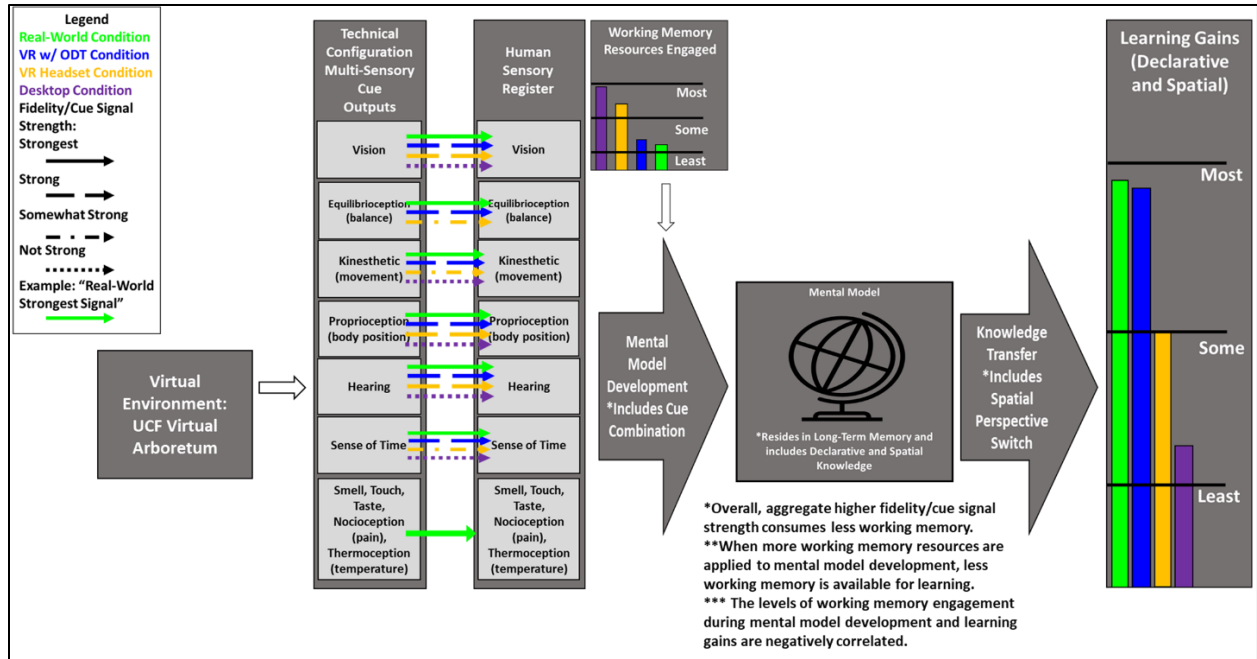 Legend
Real-World Condition
VR w/ ODT Condition
VR Headset Condition
Desktop Condition
Fidelity/Cue Signal
Strength:
Strongest
Strong
Somewhat Strong
Not Strong
Example: “Real-World
Strongest Signal”
Virtual
Environment:
UCF Virtual
Arboretum
Technical
Configuration
Multi-Sensory
Cue
Outputs
Vision
Equilibrioception
(balance)
Kinesthetic
(movement)
Proprioception
(body position)
Hearing
Sense of Time
Smell, Touch,
Taste,
Nocioception
(pain),
Thermoception
(temperature)
Human
Sensory
Register
Vision
Equilibrioception
(balance)
Kinesthetic
(movement)
Proprioception
(body position)
Hearing
Sense of Time
Smell, Touch,
Taste,
Nocioception
(pain),
Thermoception
(temperature)
Working Memory
Resources Engaged
Most
Some
Least
Mental
Model
Development
*Includes Cue
Combination
Mental Model
*Resides in Long-Term Memory and
includes Declarative and Spatial
Knowledge
Knowledge
Transfer
*Includes
Spatial
Perspective
Switch
*Overall, aggregate higher fidelity/cue signal
strength consumes less working memory.
**When more working memory resources are
applied to mental model development, less
working memory is available for learning.
*** The levels of working memory engagement
during mental model development and learning
gains are negatively correlated.
Learning Gains
(Declarative
and Spatial)
Most
Some
Least